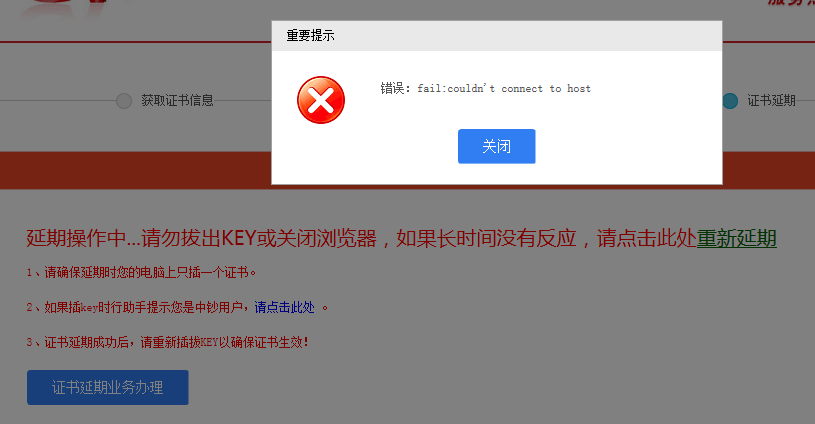 重要提示
错误：fail:couldn't connect to host
关闭
获取证书信息
证书延期
延期操作中...请勿拔出KEY或关闭浏览器，如果长时间没有反应，请点击此处重新延期
1、请确保延期时您的电脑上只插一个证书。
2、如果插key时行助手提示您是中钞用户，请点击此处 。
3、证书延期成功后，请重新插拔KEY以确保证书生效！
证书延期业务办理